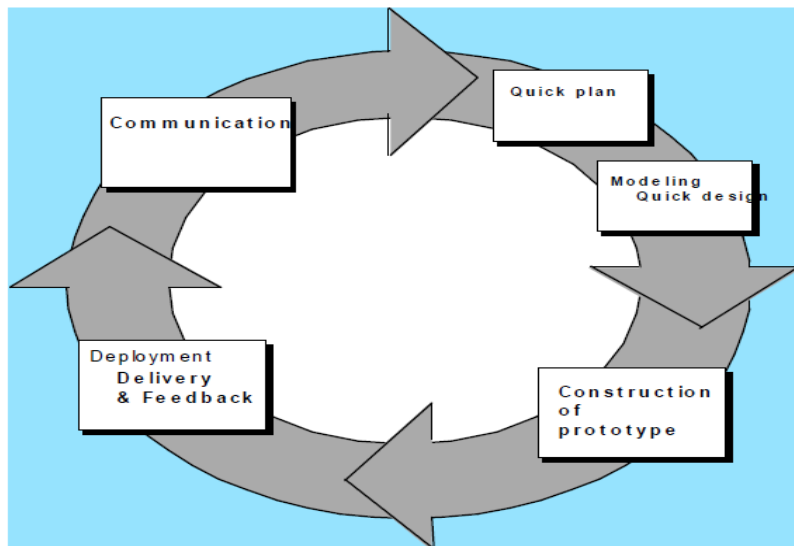 Communication
Quick plan
Modeling
Quick design
Construction
of
prototype
Deployment
Delivery
& Feedback